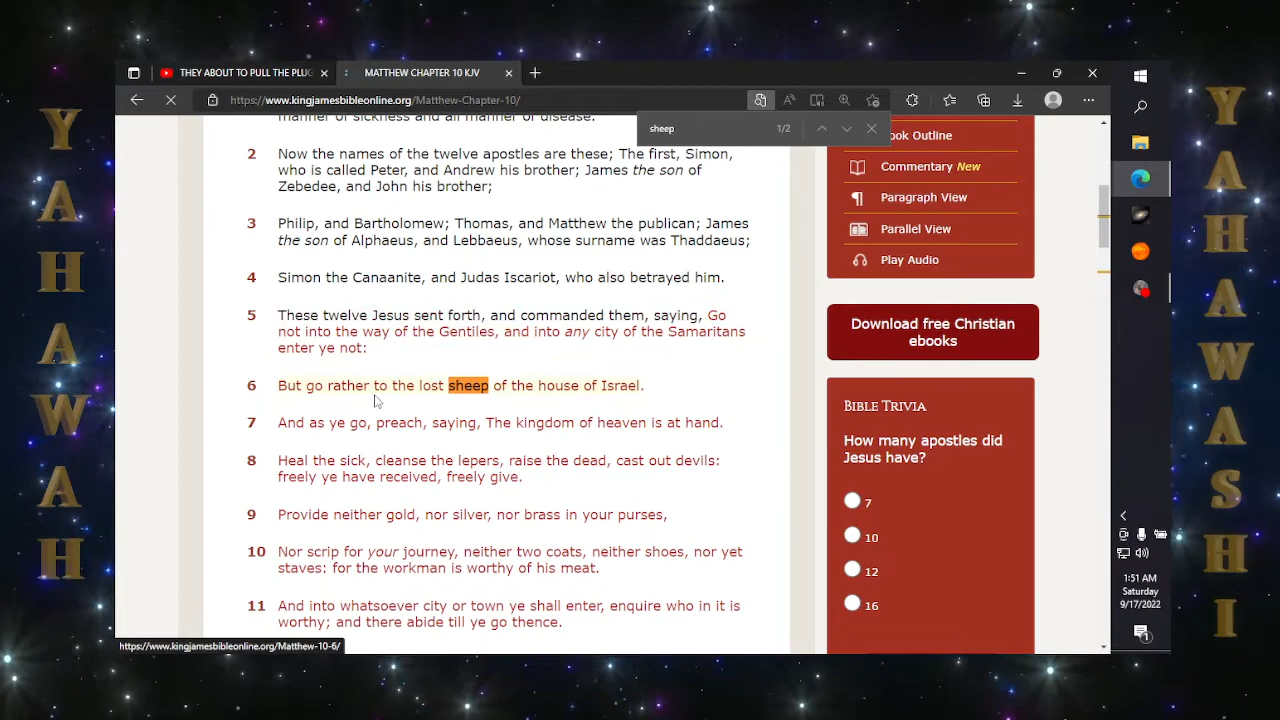 YAHAWAH
THEY ABOUT TO PULL THE PLUG
MATTHEW CHAPTER 10 KJV
https://www.kingjamesbibleonline.org/Matthew-Chapter-10/
sheep
1/2
manner of sickness and all manner of disease.
2 Now the names of the twelve apostles are these; The first, Simon,
who is called Peter, and Andrew his brother; James the son of
Zebedee, and John his brother;
3 Philip, and Bartholomew; Thomas, and Matthew the publican; James
the son of Alphaeus, and Lebbaeus, whose surname was Thaddaeus;
4 Simon the Canaanite, and Judas Iscariot, who also betrayed him.
5 These twelve Jesus sent forth, and commanded them, saying, Go
not into the way of the Gentiles, and into any city of the Samaritans
enter ye not:
6 But go rather to the lost sheep of the house of Israel.
7 And as ye go, preach, saying, The kingdom of heaven is at hand.
8 Heal the sick, cleanse the lepers, raise the dead, cast out devils:
freely ye have received, freely give.
9 Provide neither gold, nor silver, nor brass in your purses,
10 Nor scrip for your journey, neither two coats, neither shoes, nor yet
staves: for the workman is worthy of his meat.
11 And into whatsoever city or town ye shall enter, enquire who in it is
worthy; and there abide till ye go thence.
https://www.kingjamesbibleonline.org/Matthew-10-6/
Outline
Commentary New
Paragraph View
Parallel View
Play Audio
Download free Christian
ebooks
BIBLE TRIVIA
How many apostles did
Jesus have?
7
10
12
16
1:51 AM
Saturday
9/17/2022
1
YAHAWASHI